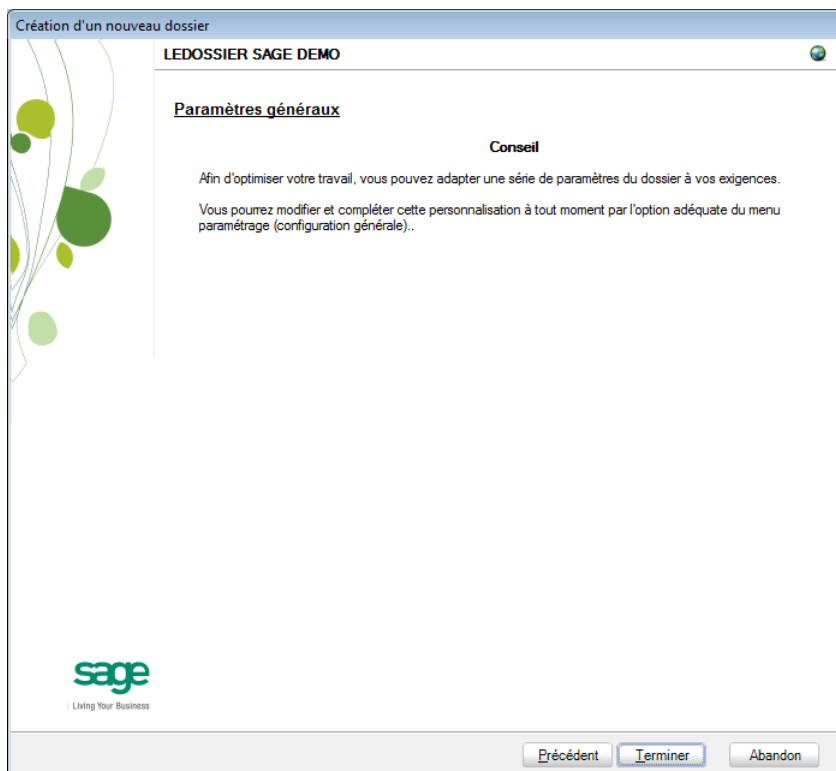 Création d'un nouveau dossier
LEDOSSIER SAGE DEMO
Paramètres généraux
Conseil
Afin d'optimiser votre travail, vous pouvez adapter une série de paramètres du dossier à vos exigences.
Vous pourrez modifier et compléter cette personnalisation à tout moment par l'option adéquate du menu
paramétrage (configuration générale)..
sage
Living Your Business
Précédent Terminer Abandon